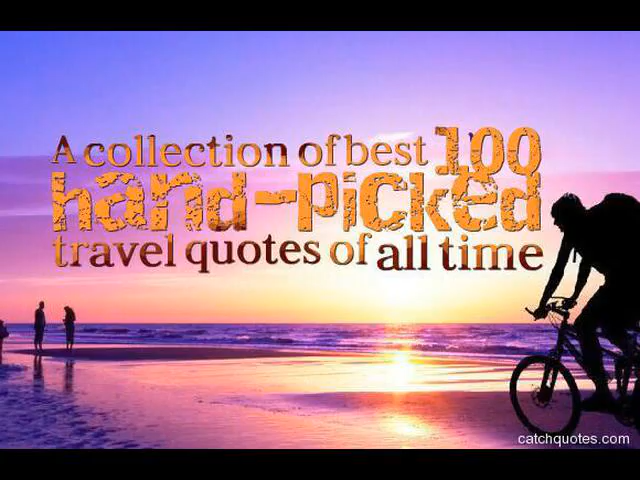 A collection of best 100
hand-picked
travel quotes of all time
catchquotes.com